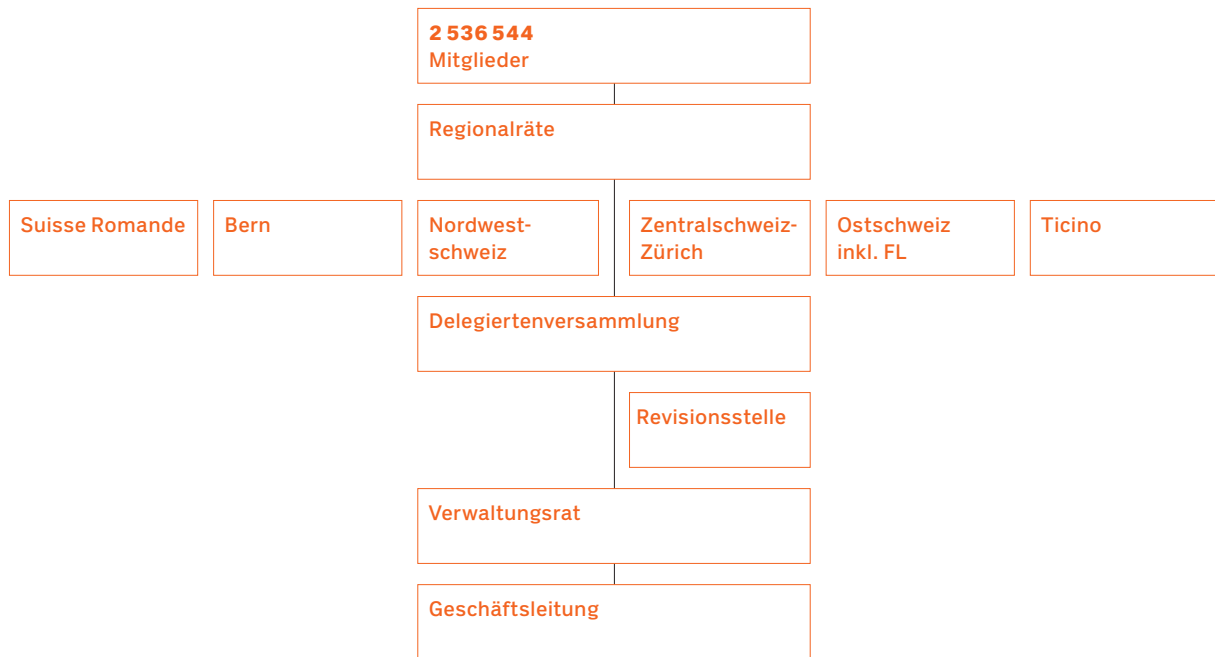 2 536 544
Mitglieder
Regionalräte
Suisse Romande
Bern
Nordwest-
schweiz
Zentralschweiz-
Zürich
Ostschweiz
inkl. FL
Ticino
Delegiertenversammlung
Revisionsstelle
Verwaltungsrat
Geschäftsleitung